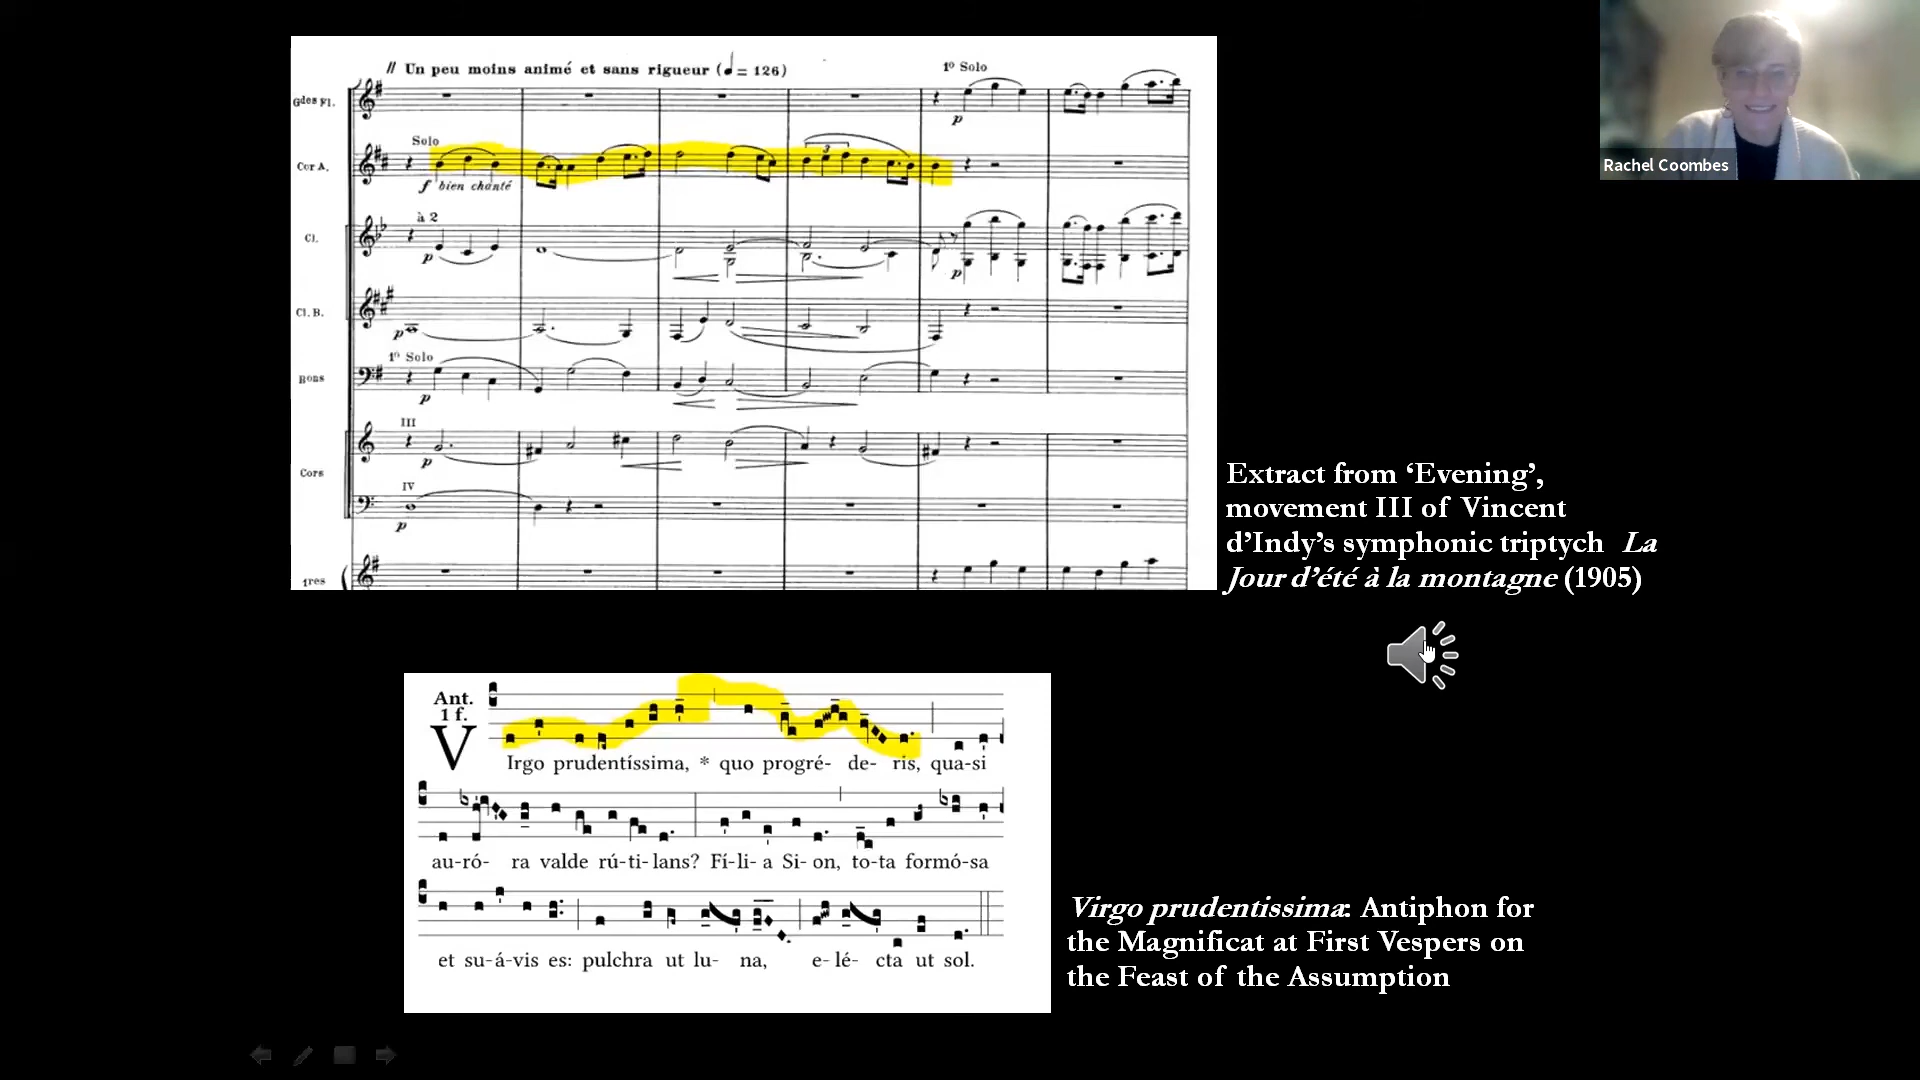 // Un peu moins animé et sans rigueur (♩ = 126)
1º Solo
Gdes Fl.
p
Solo
Cor A.
f bien chanté
3
à 2
Cl.
p
p
Cl. B.
p
1º Solo
Bons
p
III
p
Cors
IV
p
1res
Rachel Coombes
Extract from ‘Evening’,
movement III of Vincent
d’Indy’s symphonic triptych La
Jour d’été à la montagne (1905)
Ant.
1 f.
VIrgo prudentíssima, * quo progré- de- ris, qua-si
au-ró- ra valde rú-ti-lans? Fí-li-a Si-on, to-ta formó-sa
et su-á-vis es: pulchra ut lu- na, e-lé- cta ut sol.
Virgo prudentissima: Antiphon for
the Magnificat at First Vespers on
the Feast of the Assumption